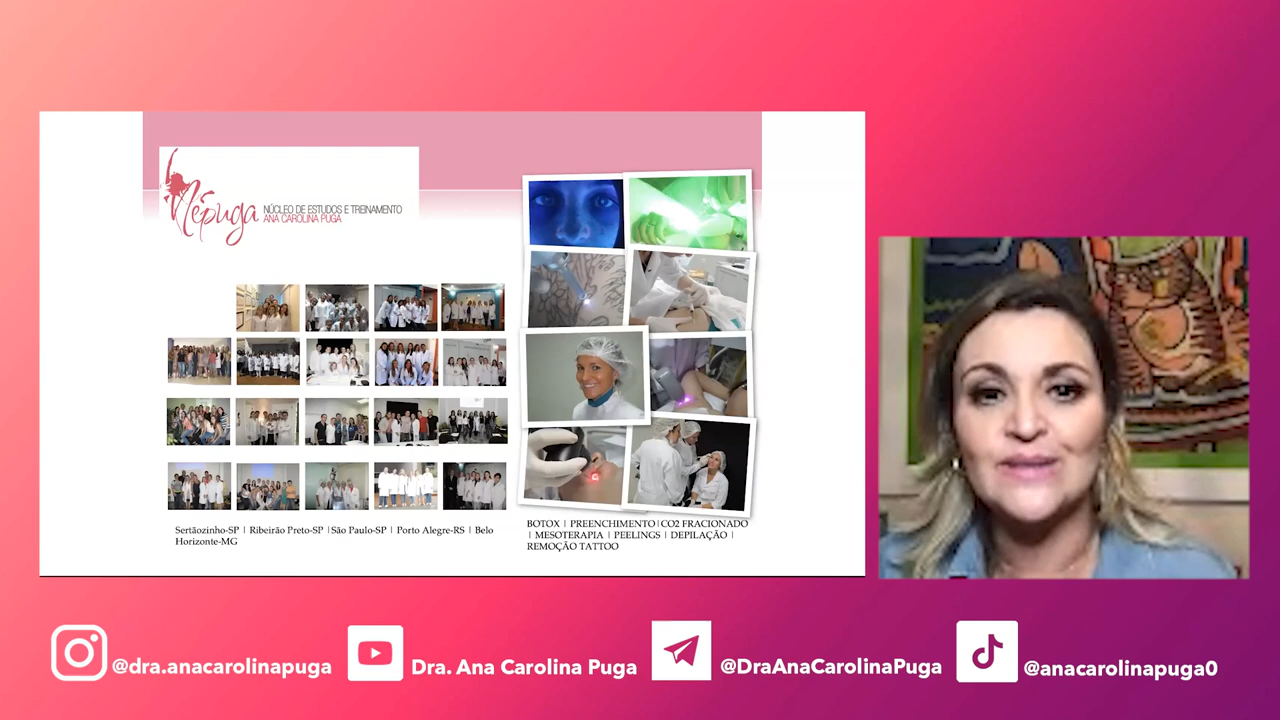 Népuga
NÚCLEO DE ESTUDOS E TREINAMENTO
ANA CAROLINA PUGA
Sertãozinho-SP | Ribeirão Preto-SP |São Paulo-SP | Porto Alegre-RS | Belo
Horizonte-MG
BOTOX | PREENCHIMENTO|CO2 FRACIONADO
| MESOTERAPIA | PEELINGS | DEPILAÇÃO |
REMOÇÃO TATTOO
@dra.anacarolinapuga
Dra. Ana Carolina Puga
@DraAnaCarolinaPuga
@anacarolinapuga0